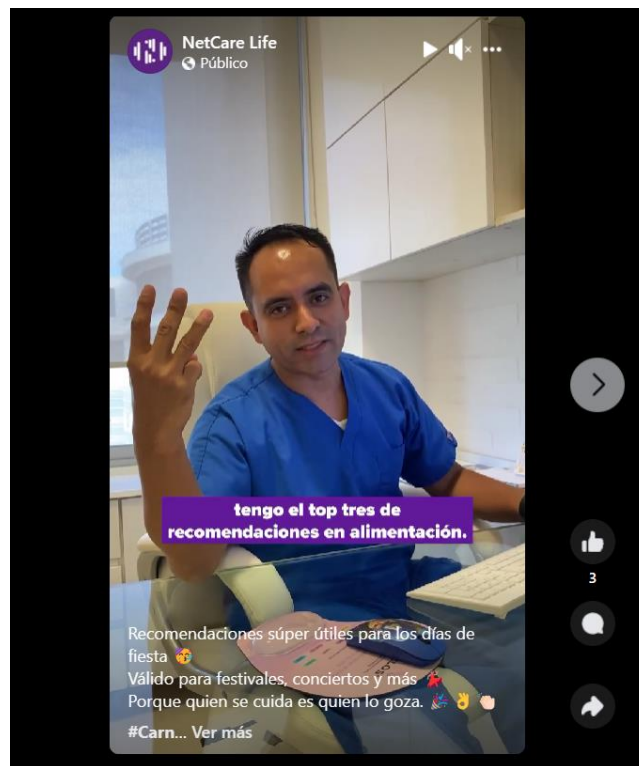 NetCare Life
Público
tengo el top tres de
recomendaciones en alimentación.
3
Recomendaciones súper útiles para los días de
fiesta 🥳
Válido para festivales, conciertos y más 💃
Porque quien se cuida es quien lo goza. 🎉👌👏🏻
#Carn... Ver más